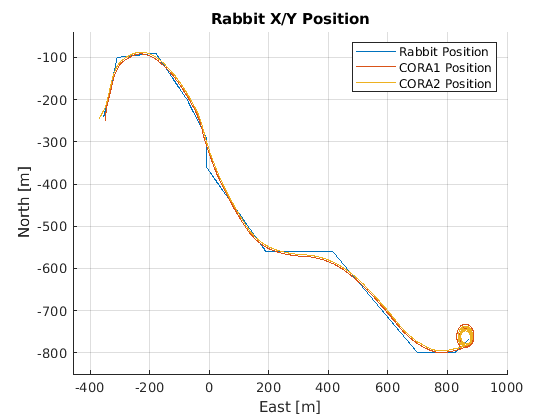 Rabbit X/Y Position
Rabbit Position
CORA1 Position
CORA2 Position
-100
-200
-300
-400
-500
-600
-700
-800
North [m]
-400 -200 0 200 400 600 800 1000
East [m]